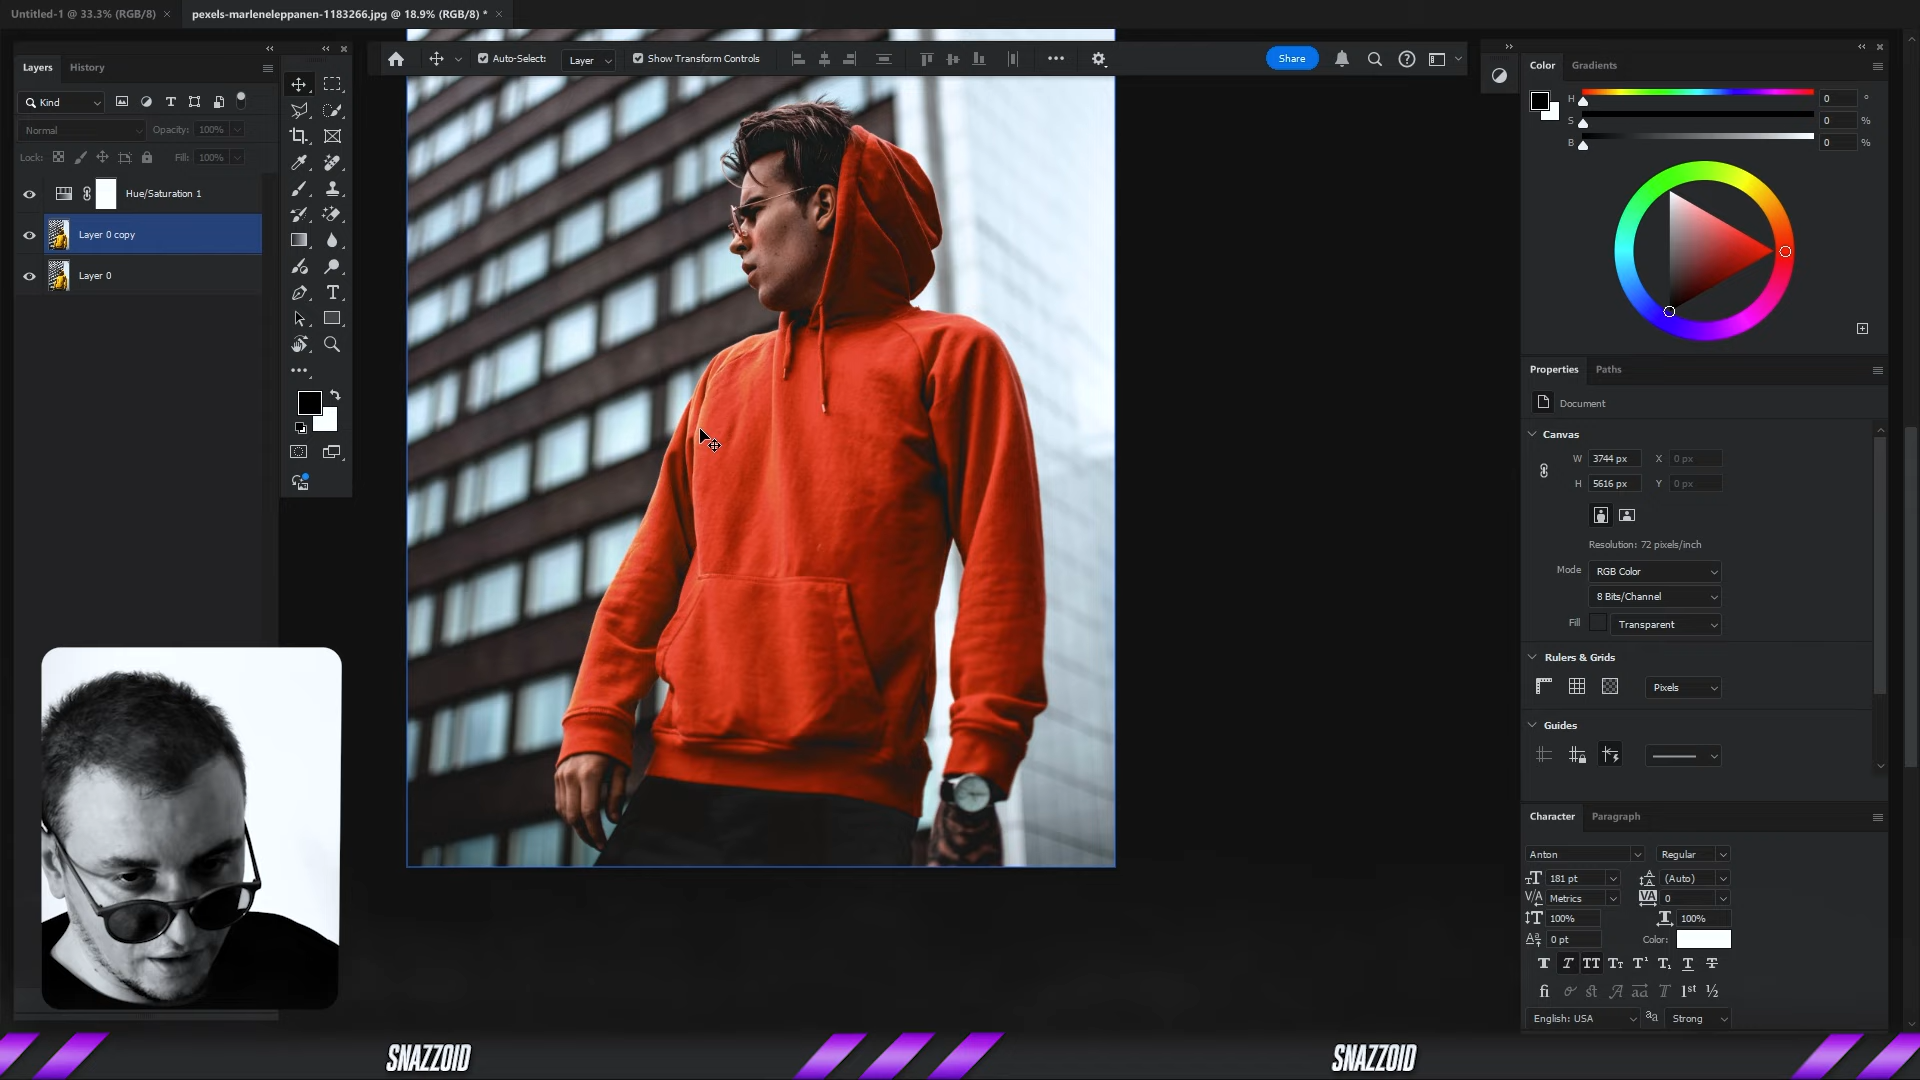 Untitled-1 @ 33.3% (RGB/8)
pexels-marleneleppanen-1183266.jpg @ 18.9% (RGB/8) *
Layers
History
Kind
Normal
Opacity: 100%
Lock:
Fill: 100%
Hue/Saturation 1
Layer 0 copy
Layer 0
Auto-Select:
Layer
Show Transform Controls
Share
Color
Gradients
H 0 °
S 0 %
B 0 %
Properties
Paths
Document
Canvas
W 3744 px X 0 px
H 5616 px Y 0 px
Resolution: 72 pixels/inch
Mode RGB Color
8 Bits/Channel
Fill Transparent
Rulers & Grids
Pixels
Guides
Character
Paragraph
Anton
Regular
181 pt
(Auto)
Metrics
0
100%
100%
0 pt
Color:
English: USA
Strong
SNAZZOID
SNAZZOID